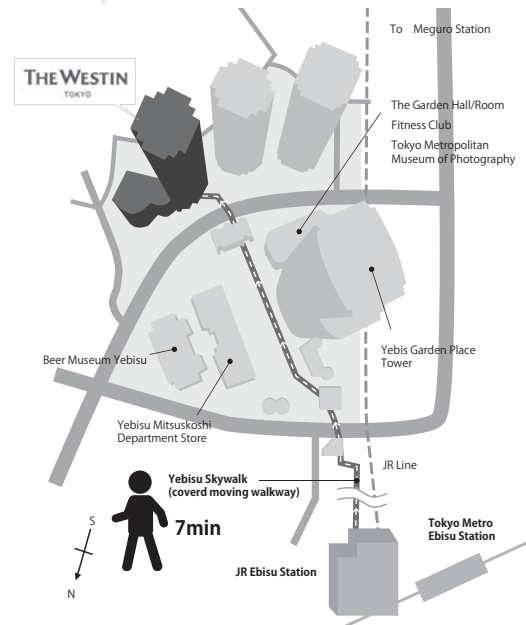 To Meguro Station
THE WESTIN
TOKYO
The Garden Hall/Room
Fitness Club
Tokyo Metropolitan
Museum of Photography
Beer Museum Yebisu
Yebis Garden Place
Tower
Yebisu Mitsuskoshi
Department Store
JR Line
Yebisu Skywalk
(coverd moving walkway)
7min
S
N
Tokyo Metro
Ebisu Station
JR Ebisu Station